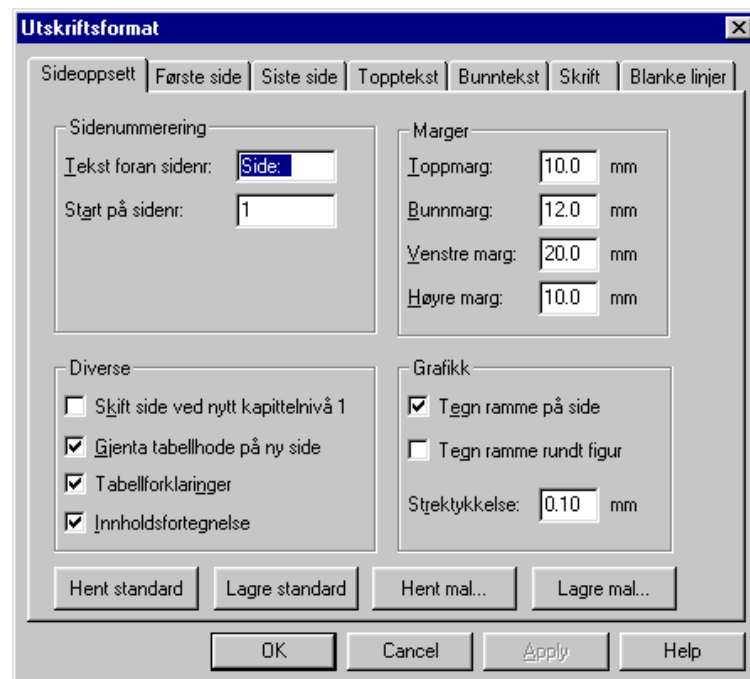 Utskriftsformat
Sideoppsett Første side Siste side Topptekst Bunntekst Skrift Blanke linjer
Sidenummerering
Tekst foran sidenr: Side:
Start på sidenr: 1
Marger
Toppmarg: 10.0 mm
Bunnmarg: 12.0 mm
Venstre marg: 20.0 mm
Høyre marg: 10.0 mm
Diverse
Skift side ved nytt kapittelnivå 1
Gjenta tabellhode på ny side
Tabellforklaringer
Innholdsfortegnelse
Grafikk
Tegn ramme på side
Tegn ramme rundt figur
Strektykkelse: 0.10 mm
Hent standard Lagre standard Hent mal... Lagre mal...
OK Cancel Apply Help